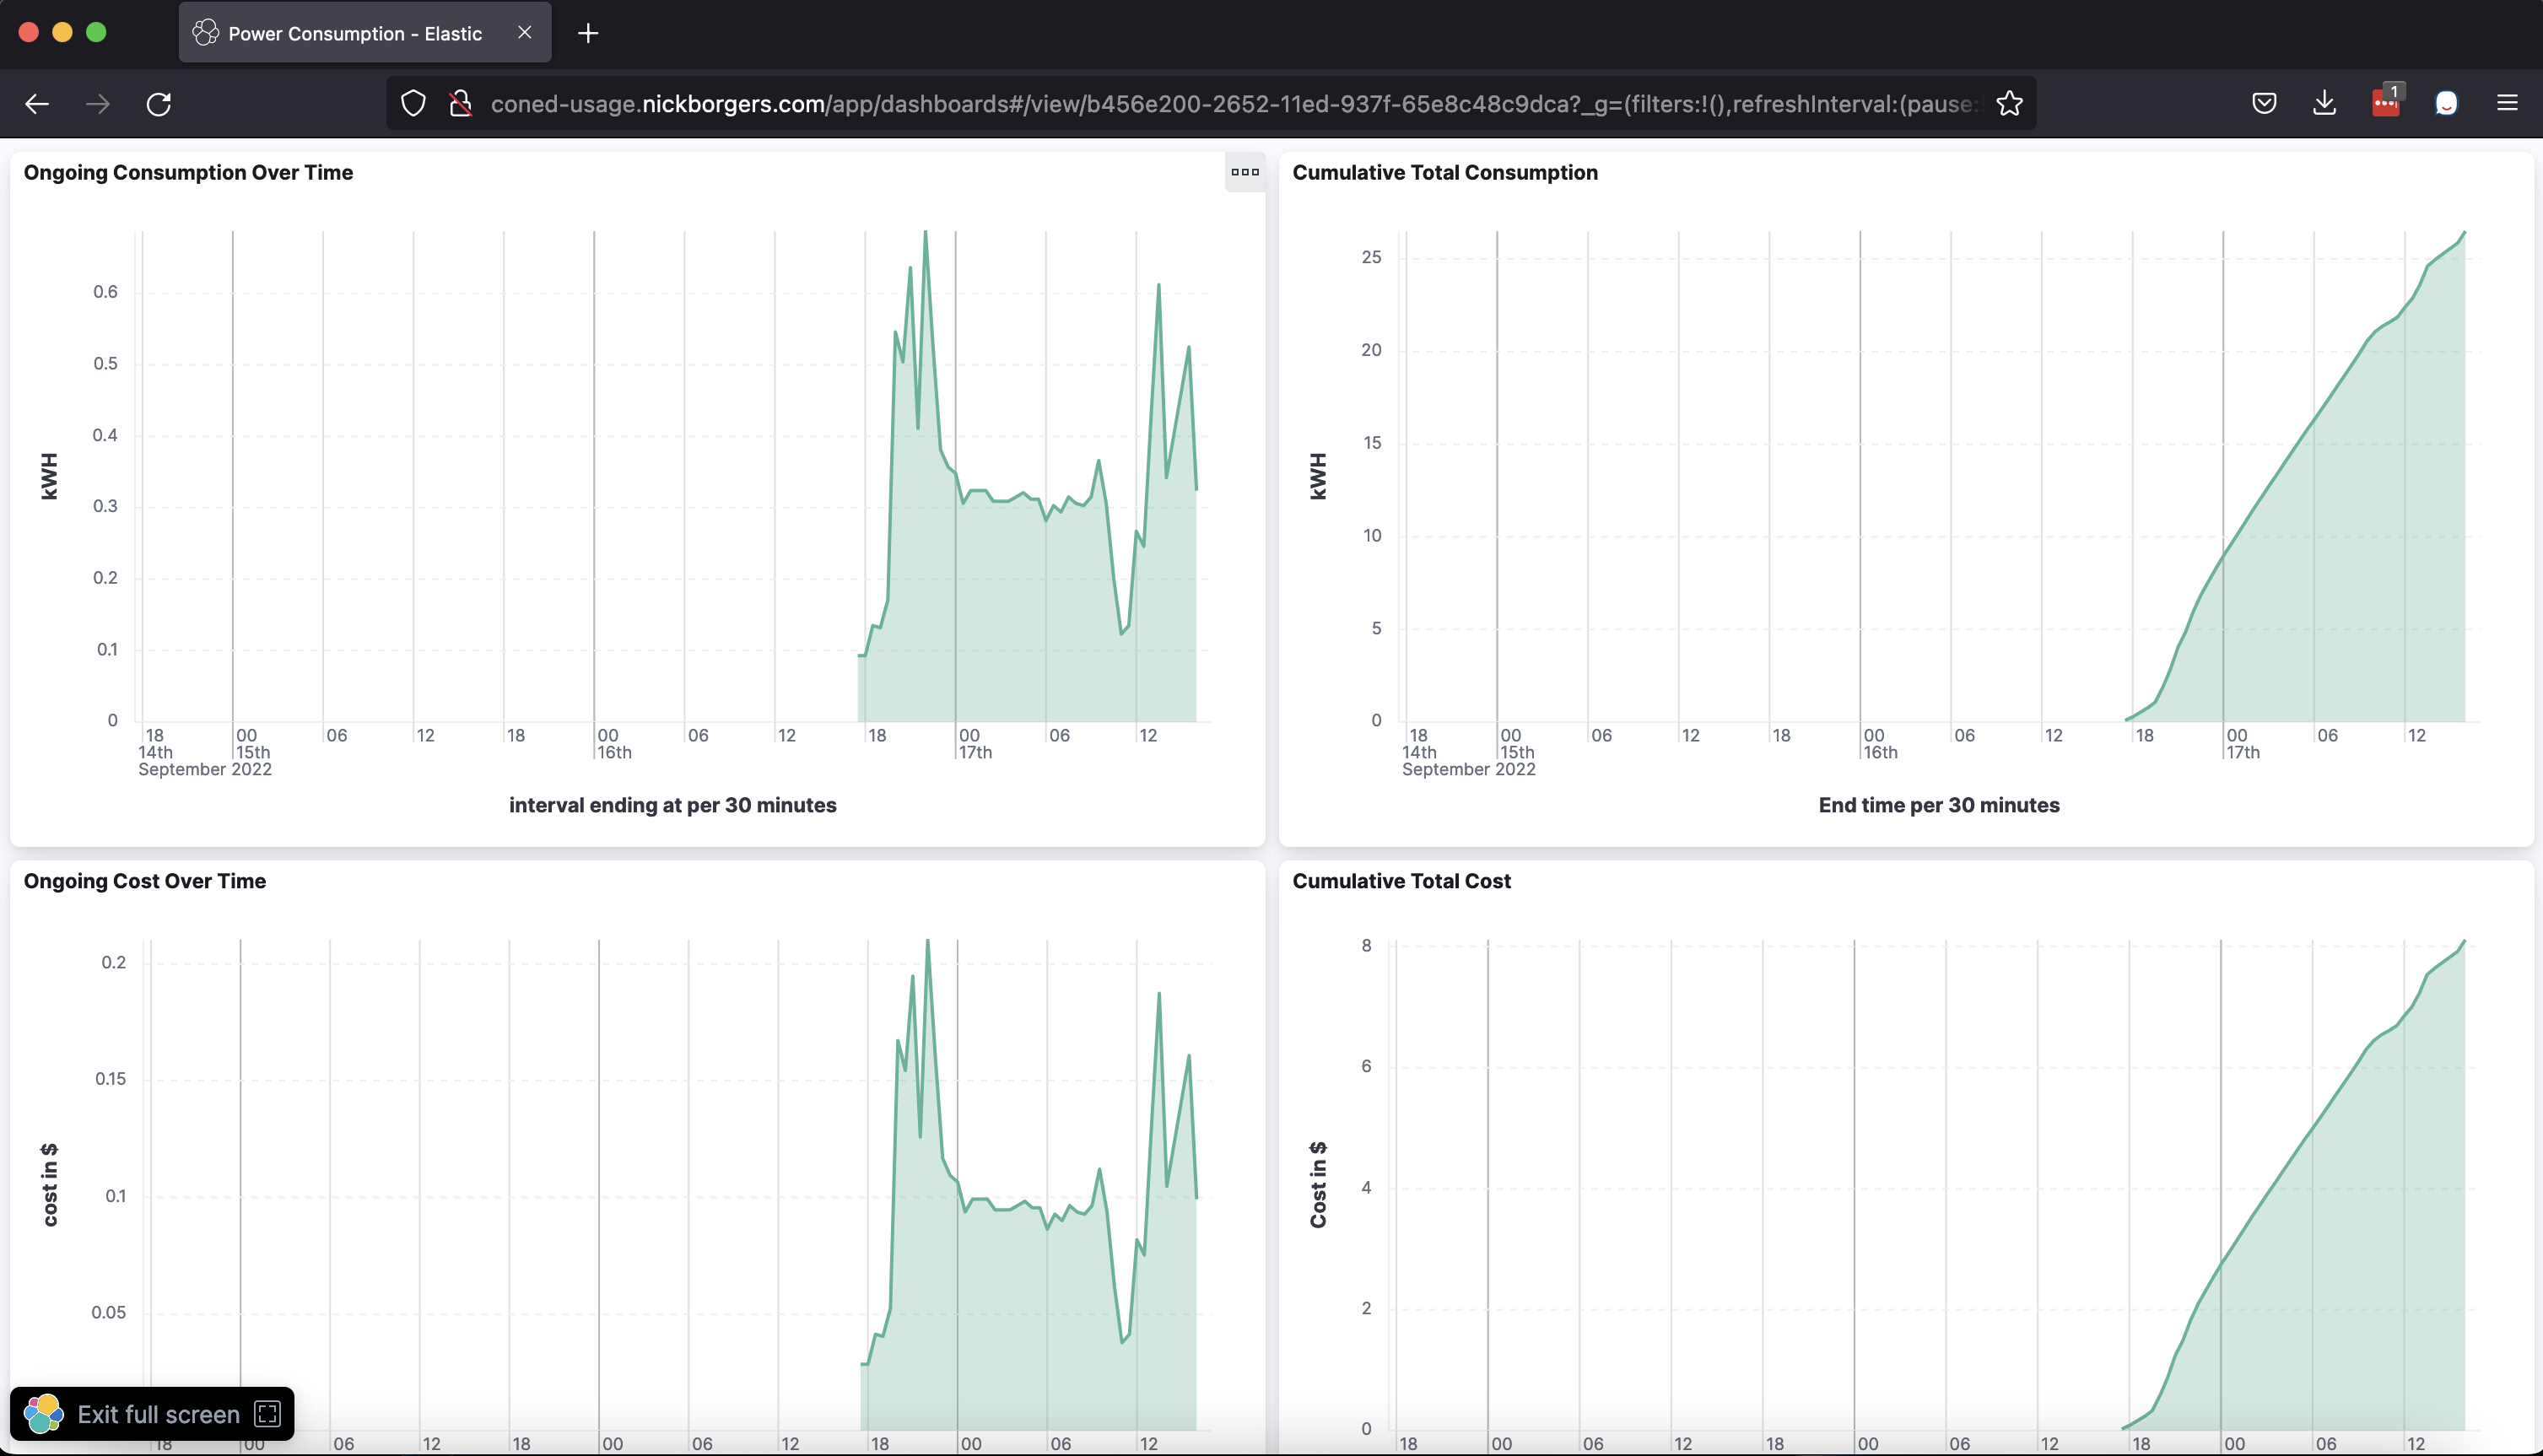 Power Consumption - Elastic
coned-usage.nickborgers.com/app/dashboards#/view/b456e200-2652-11ed-937f-65e8c48c9dca?_g=(filters:!(),refreshInterval:(pause:
1
Ongoing Consumption Over Time
0.6
0.5
0.4
0.3
0.2
0.1
0
kWH
18 00 06 12 18 00 06 12 18 00 06 12
14th 15th 16th 17th
September 2022
interval ending at per 30 minutes
Cumulative Total Consumption
25
20
15
10
5
0
kWH
18 00 06 12 18 00 06 12 18 00 06 12
14th 15th 16th 17th
September 2022
End time per 30 minutes
Ongoing Cost Over Time
0.2
0.15
0.1
0.05
cost in $
Exit full screen
18 00 06 12 18 00 06 12 18 00 06 12
Cumulative Total Cost
8
6
4
2
0
Cost in $
18 00 06 12 18 00 06 12 18 00 06 12